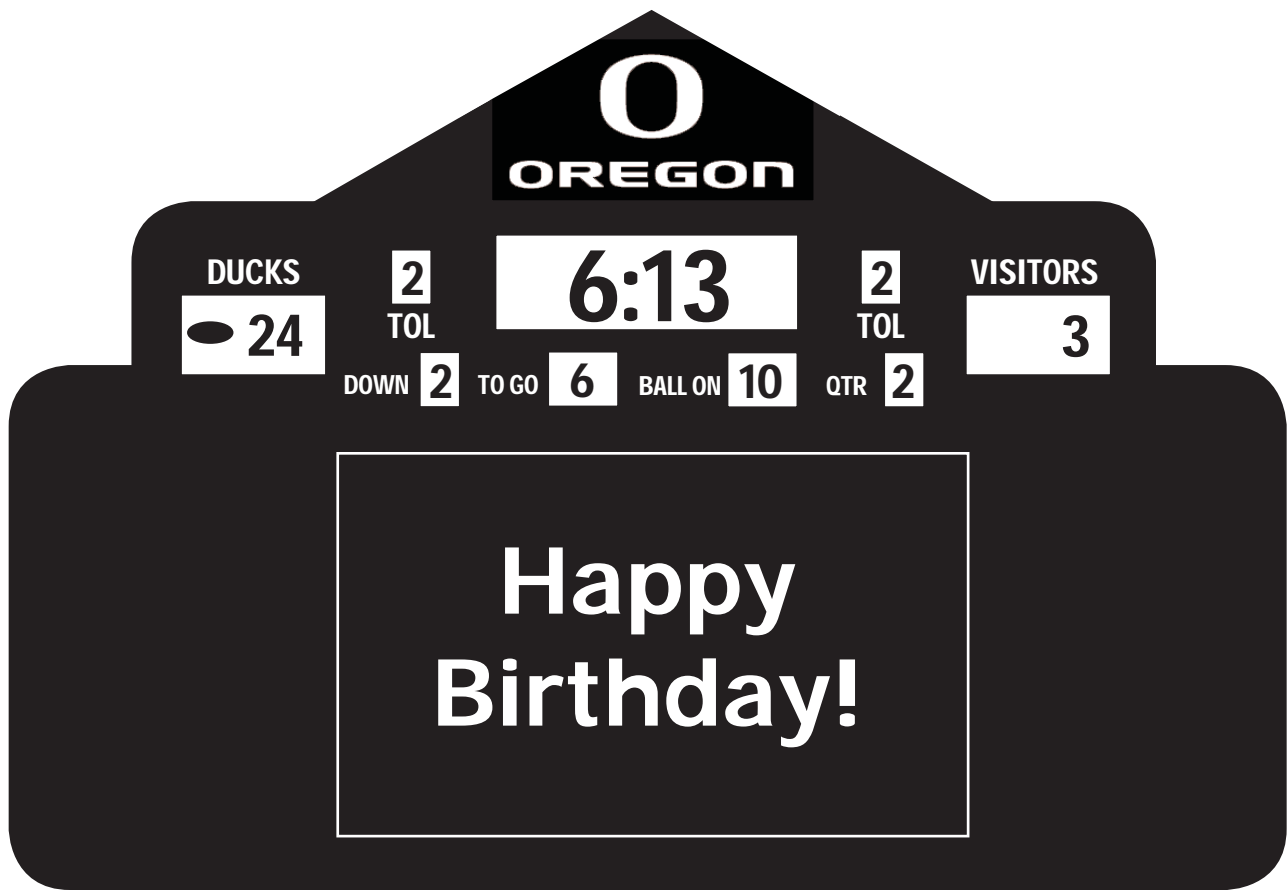 O
OREGON
DUCKS 2 6:13 2 VISITORS
24 TOL TOL 3
DOWN 2 TO GO 6 BALL ON 10 QTR 2
Happy
Birthday!